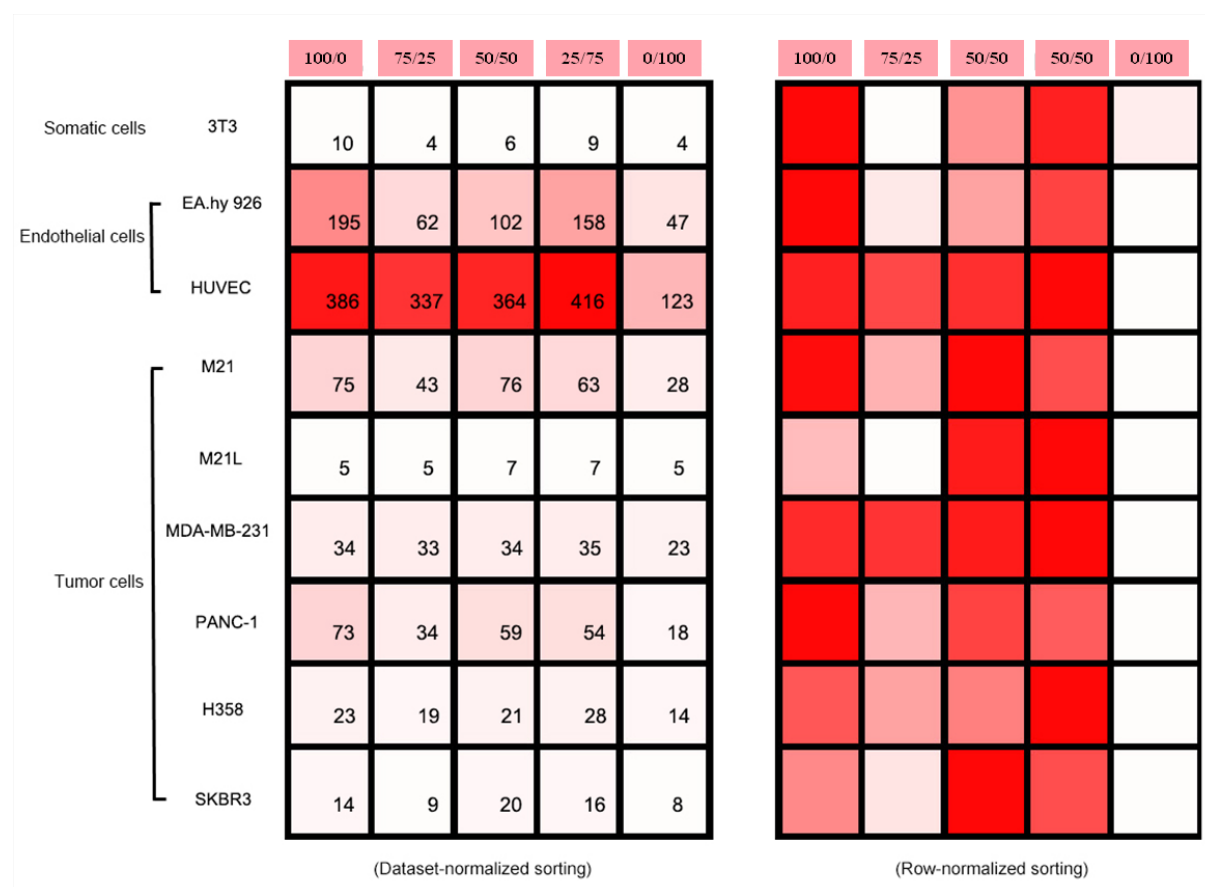 100/0 75/25 50/50 25/75 0/100 100/0 75/25 50/50 50/50 0/100
Somatic cells 3T3 10 4 6 9 4
Endothelial cells
EA.hy 926 195 62 102 158 47
HUVEC 386 337 364 416 123
Tumor cells
M21 75 43 76 63 28
M21L 5 5 7 7 5
MDA-MB-231 34 33 34 35 23
PANC-1 73 34 59 54 18
H358 23 19 21 28 14
SKBR3 14 9 20 16 8
(Dataset-normalized sorting) (Row-normalized sorting)